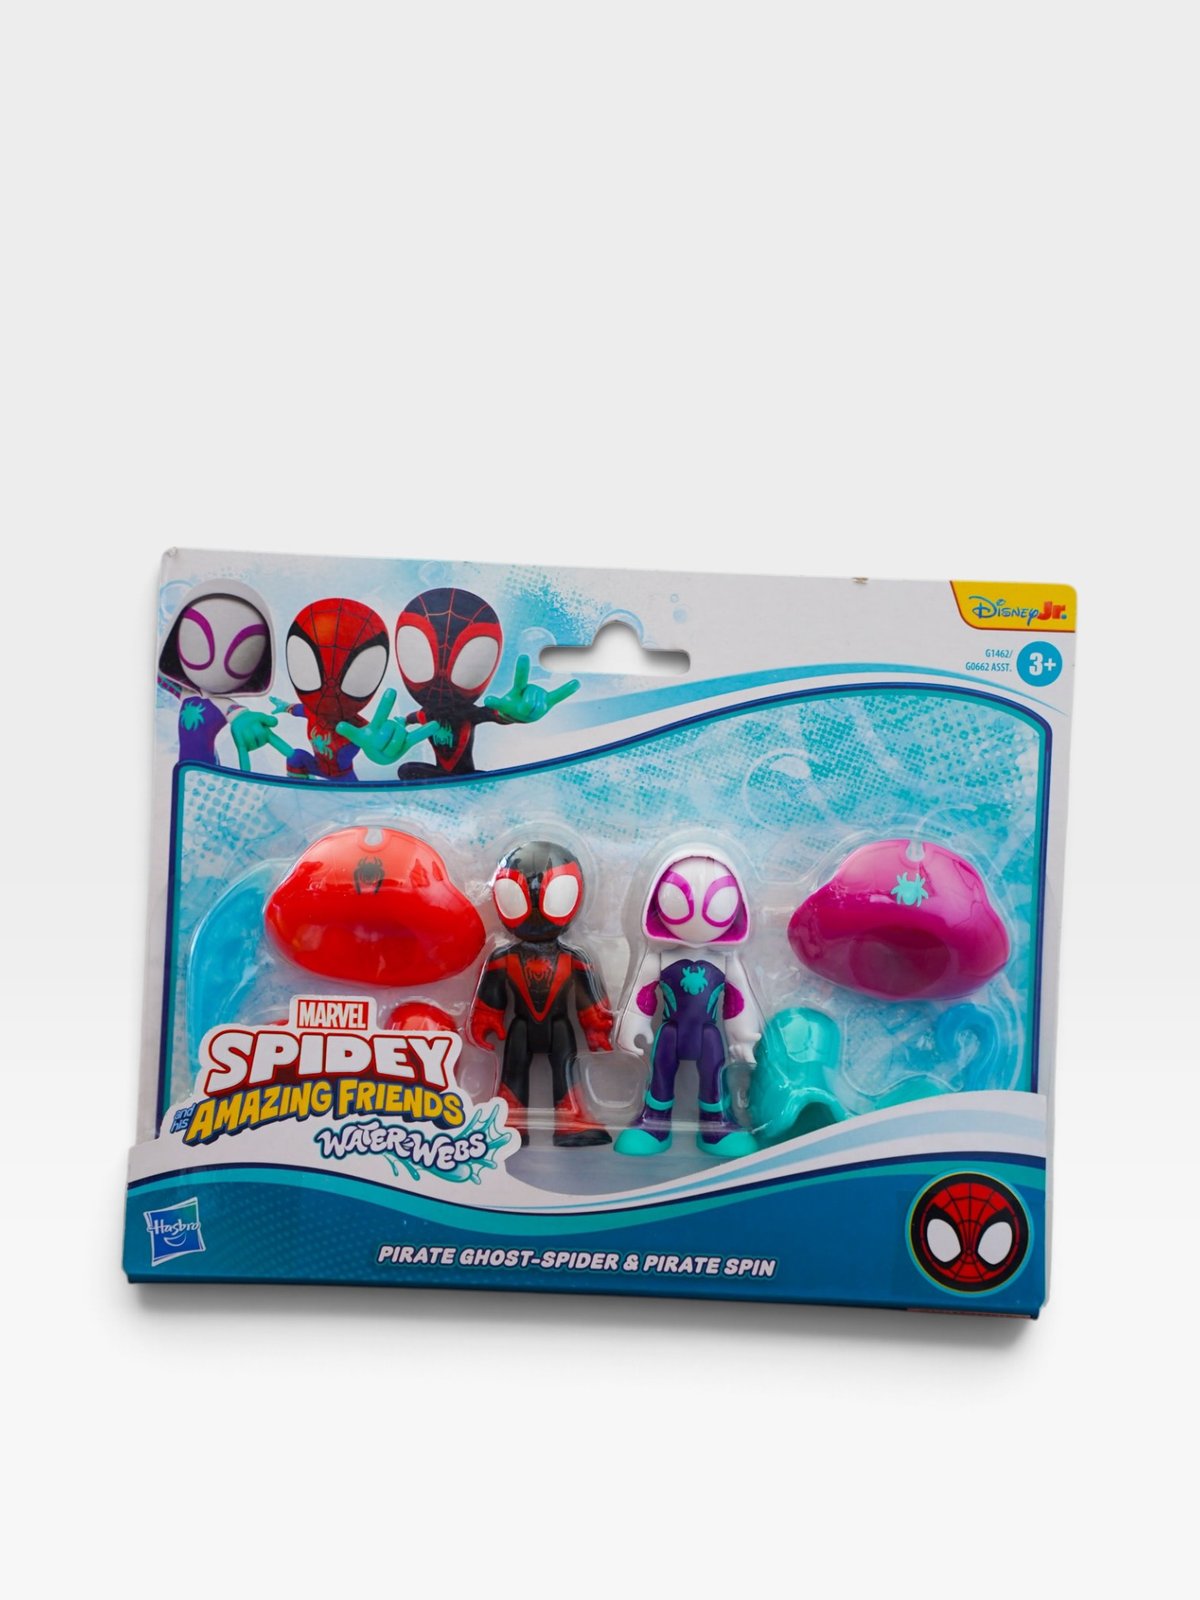 Disney Jr.
G1462/
G0662 ASST.
3+
MARVEL
SPIDEY
and his
AMAZING FRIENDS
WATER-WEBS
Hasbro
PIRATE GHOST-SPIDER & PIRATE SPIN